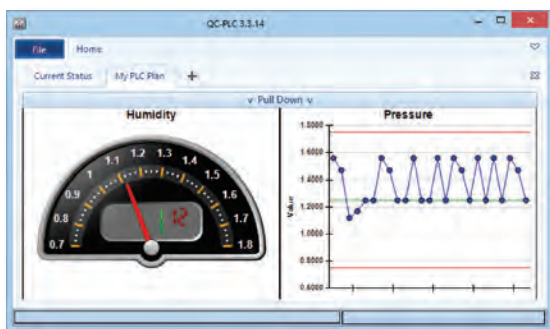 QC-PLC 3.3.14
File Home
Current Status My PLC Plan +
v Pull Down v
Humidity
0.7 0.8 0.9 1 1.1 1.2 1.3 1.4 1.5 1.6 1.7 1.8
Pressure
Value
1.8000
1.6000
1.4000
1.2000
1.0000
0.8000
0.6000